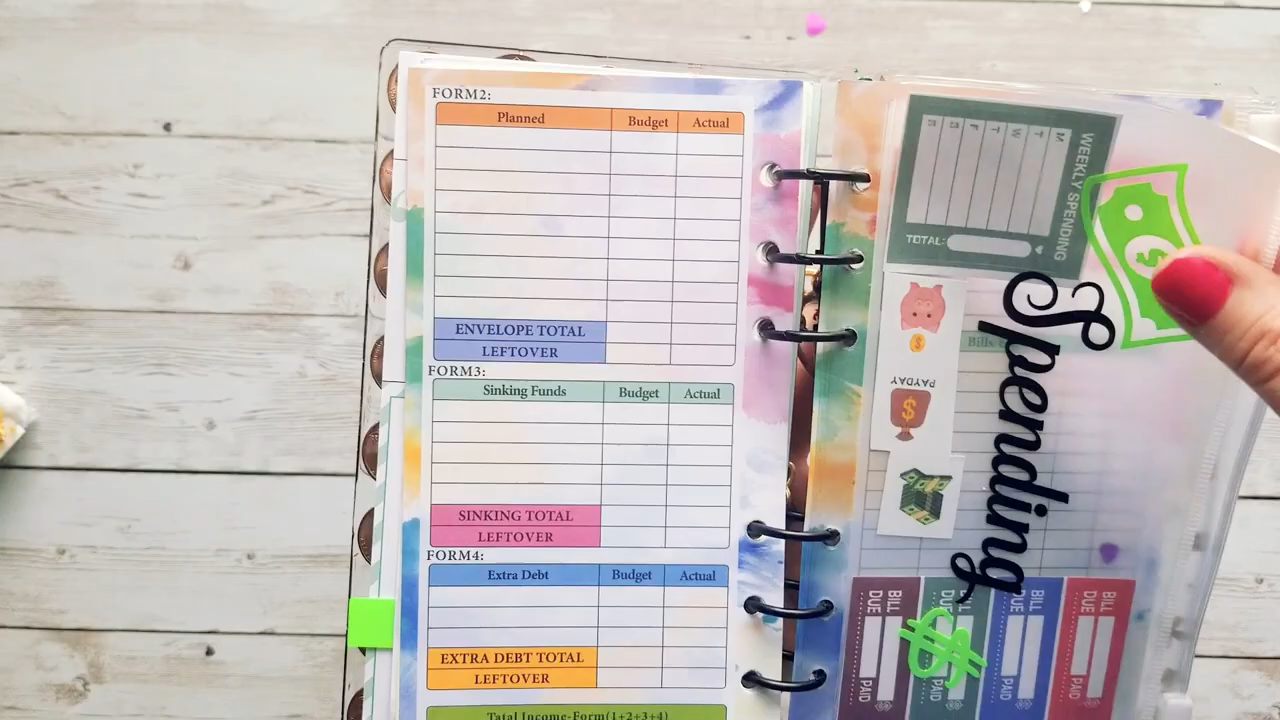 FORM2:
Planned Budget Actual
ENVELOPE TOTAL
LEFTOVER
FORM3:
Sinking Funds Budget Actual
SINKING TOTAL
LEFTOVER
FORM4:
Extra Debt Budget Actual
EXTRA DEBT TOTAL
LEFTOVER
Total Income-Form(1+2+3+4)
WEEKLY SPENDING
M T W T F S S
TOTAL:
$
PAYDAY
$
Bills
Spending
BILL DUE PAID
BILL DUE PAID
BILL DUE PAID
BILL DUE PAID
$